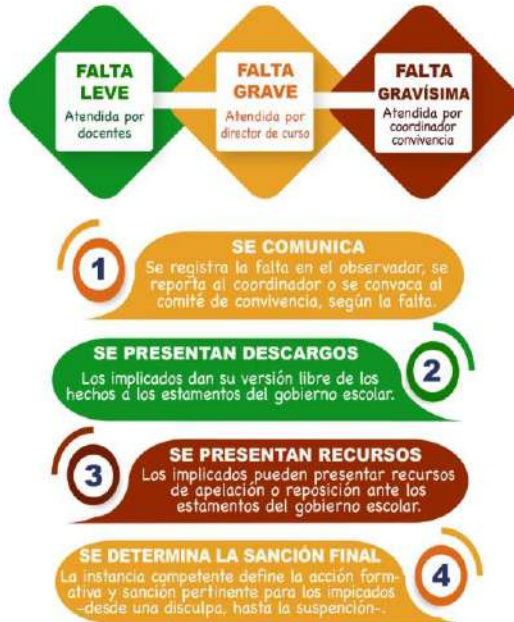 FALTA
LEVE
Atendida por
docentes
FALTA
GRAVE
Atendida por
director de curso
FALTA
GRAVÍSIMA
Atendida por
coordinador
convivencia
1
SE COMUNICA
Se registra la falta en el observador, se
reporta al coordinador o se convoca al
comité de convivencia, según la falta.
SE PRESENTAN DESCARGOS
Los implicados dan su versión libre de los
hechos a los estamentos del gobierno escolar.
2
3
SE PRESENTAN RECURSOS
Los implicados pueden presentar recursos
de apelación o reposición ante los
estamentos del gobierno escolar.
SE DETERMINA LA SANCIÓN FINAL
La instancia competente define la acción form-
ativa y sanción pertinente para los impicados
-desde una disculpa, hasta la suspención-.
4